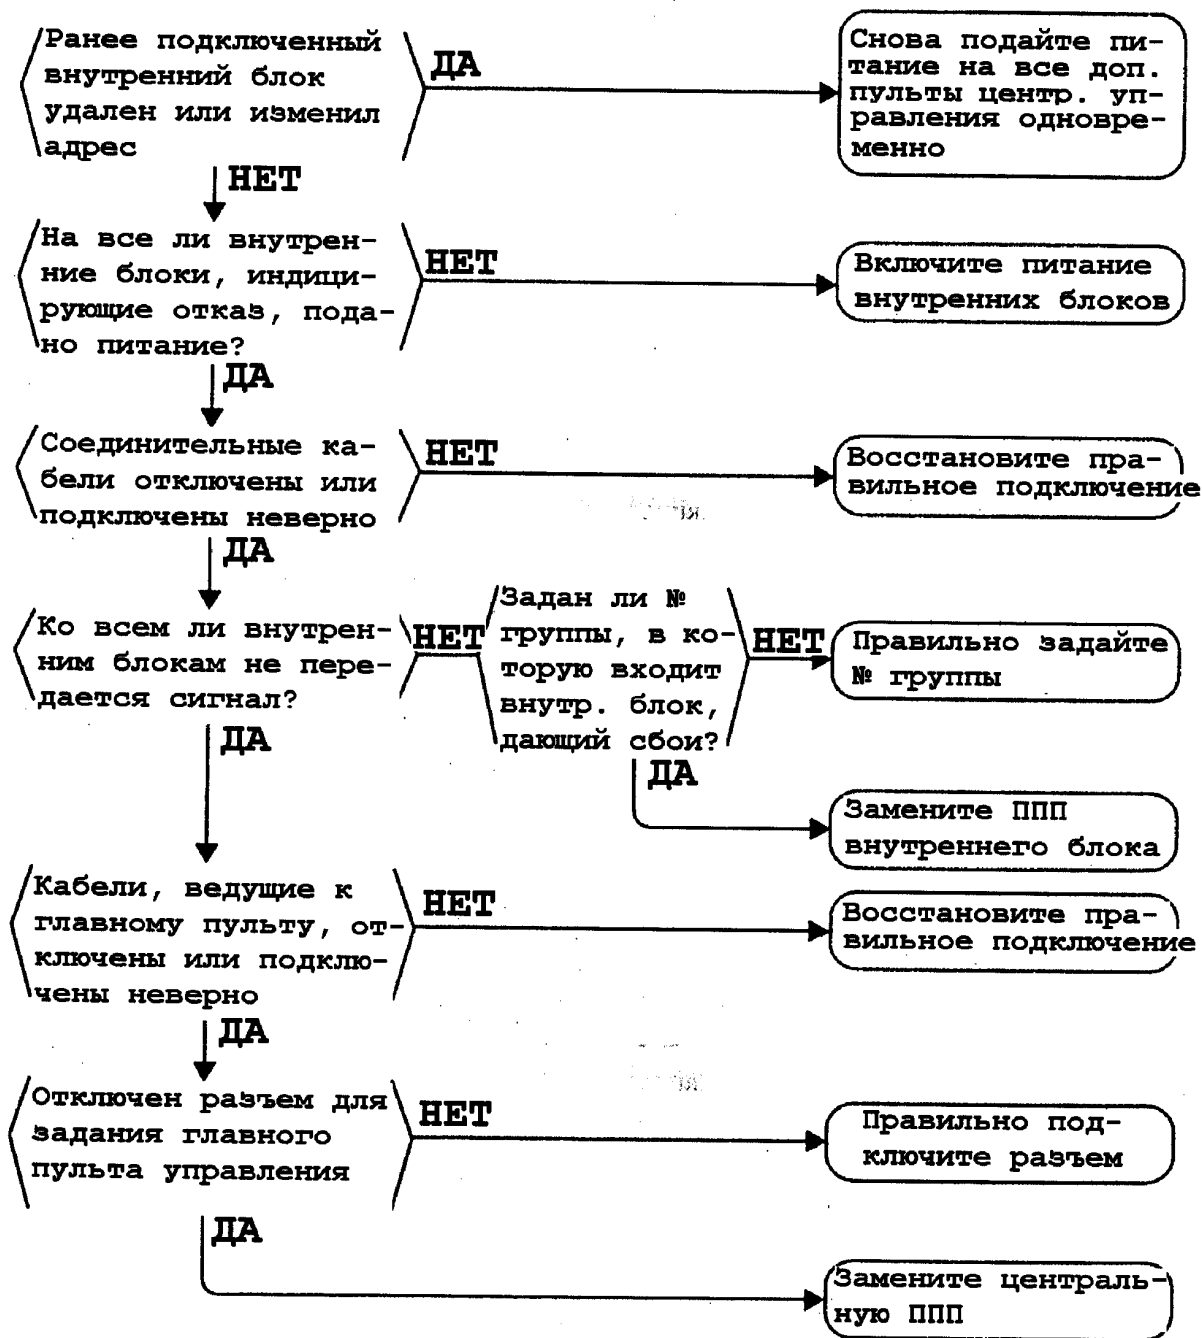 Ранее подключенный
внутренний блок
удален или изменил
адрес
ДА
Снова подайте пи-
тание на все доп.
пульты центр. уп-
равления одновре-
менно
НЕТ
На все ли внутрен-
ние блоки, индици-
рующие отказ, пода-
но питание?
НЕТ
Включите питание
внутренних блоков
ДА
Соединительные ка-
бели отключены или
подключены неверно
НЕТ
Восстановите пра-
вильное подключение
ДА
Ко всем ли внутрен-
ним блокам не пере-
дается сигнал?
НЕТ
Задан ли №
группы, в ко-
торую входит
внутр. блок,
дающий сбои?
НЕТ
Правильно задайте
№ группы
ДА
ДА
Замените ППП
внутреннего блока
Кабели, ведущие к
главному пульту, от-
ключены или подклю-
чены неверно
НЕТ
Восстановите пра-
вильное подключение
ДА
Отключен разъем для
задания главного
пульта управления
НЕТ
Правильно под-
ключите разъем
ДА
Замените централь-
ную ППП